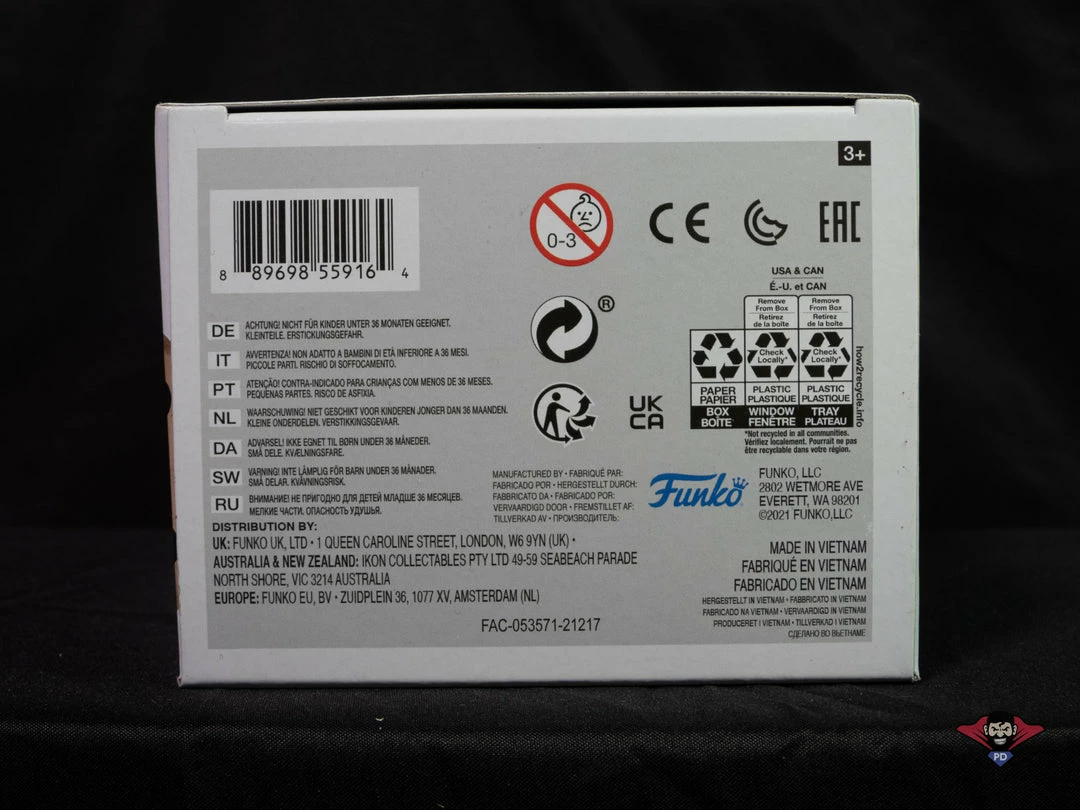 3+
8 89698 55916 4
0-3
CE
EAC
®
USA & CAN
É.-U. et CAN
Remove From Box
Retirez de la boîte
Remove From Box
Retirez de la boîte
Check Locally*
Check Locally*
PAPER
PAPIER
PLASTIC
PLASTIQUE
PLASTIC
PLASTIQUE
BOX
BOÎTE
WINDOW
FENÊTRE
TRAY
PLATEAU
how2recycle.info
*Not recycled in all communities.
Vérifiez localement. Pourrait ne pas
être recyclable dans votre région.
UK
CA
DE ACHTUNG! NICHT FÜR KINDER UNTER 36 MONATEN GEEIGNET.
KLEINTEILE. ERSTICKUNGSGEFAHR.
IT AVVERTENZA! NON ADATTO A BAMBINI DI ETÀ INFERIORE A 36 MESI.
PICCOLE PARTI. RISCHIO DI SOFFOCAMENTO.
PT ATENÇÃO! CONTRA-INDICADO PARA CRIANÇAS COM MENOS DE 36 MESES.
PEQUENAS PARTES. RISCO DE ASFIXIA.
NL WAARSCHUWING! NIET GESCHIKT VOOR KINDEREN JONGER DAN 36 MAANDEN.
KLEINE ONDERDELEN. VERSTIKKINGSGEVAAR.
DA ADVARSEL! IKKE EGNET TIL BØRN UNDER 36 MÅNEDER.
SMÅ DELE. KVÆLNINGSFARE.
SW VARNING! INTE LÄMPLIG FÖR BARN UNDER 36 MÅNADER.
SMÅ DELAR. KVÄVNINGSRISK.
RU ВНИМАНИЕ! НЕ ПРИГОДНО ДЛЯ ДЕТЕЙ МЛАДШЕ 36 МЕСЯЦЕВ.
МЕЛКИЕ ЧАСТИ. ОПАСНОСТЬ УДУШЬЯ.
MANUFACTURED BY • FABRIQUÉ PAR:
FABRICADO POR • HERGESTELLT DURCH:
FABBRICATO DA • FABRICADO POR:
VERVAARDIGD DOOR • FREMSTILLET AF:
TILLVERKAD AV • ПРОИЗВОДИТЕЛЬ:
Funko
FUNKO, LLC
2802 WETMORE AVE
EVERETT, WA 98201
©2021 FUNKO,LLC
DISTRIBUTION BY:
UK: FUNKO UK, LTD • 1 QUEEN CAROLINE STREET, LONDON, W6 9YN (UK) •
AUSTRALIA & NEW ZEALAND: IKON COLLECTABLES PTY LTD 49-59 SEABEACH PARADE
NORTH SHORE, VIC 3214 AUSTRALIA
EUROPE: FUNKO EU, BV • ZUIDPLEIN 36, 1077 XV, AMSTERDAM (NL)
FAC-053571-21217
MADE IN VIETNAM
FABRIQUÉ EN VIETNAM
FABRICADO EN VIETNAM
HERGESTELLT IN VIETNAM • FABBRICATO IN VIETNAM
FABRICADO NA VIETNAM • VERVAARDIGD IN VIETNAM
PRODUCERET I VIETNAM • TILLVERKAD I VIETNAM
СДЕЛАНО ВО ВЬЕТНАМЕ
PD